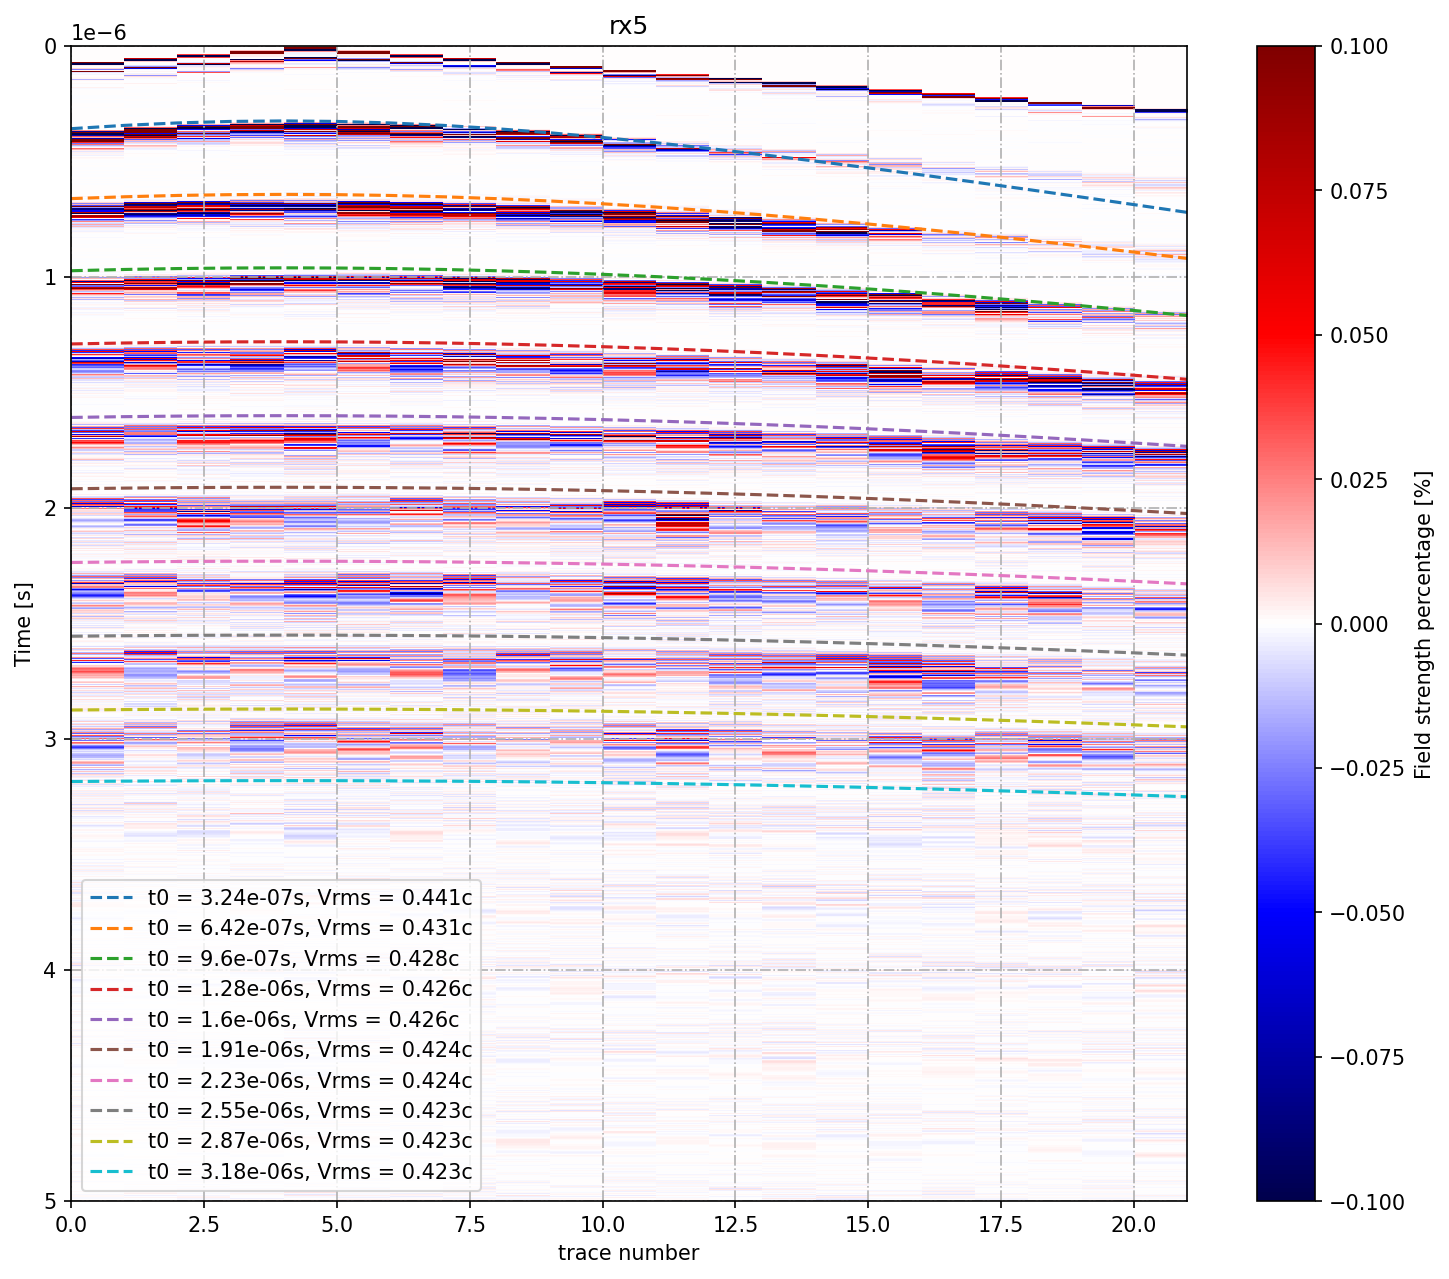 rx5
1e−6
0
1
2
3
4
5
Time [s]
0.0
2.5
5.0
7.5
10.0
12.5
15.0
17.5
20.0
trace number
t0 = 3.24e-07s, Vrms = 0.441c
t0 = 6.42e-07s, Vrms = 0.431c
t0 = 9.6e-07s, Vrms = 0.428c
t0 = 1.28e-06s, Vrms = 0.426c
t0 = 1.6e-06s, Vrms = 0.426c
t0 = 1.91e-06s, Vrms = 0.424c
t0 = 2.23e-06s, Vrms = 0.424c
t0 = 2.55e-06s, Vrms = 0.423c
t0 = 2.87e-06s, Vrms = 0.423c
t0 = 3.18e-06s, Vrms = 0.423c
0.100
0.075
0.050
0.025
0.000
−0.025
−0.050
−0.075
−0.100
Field strength percentage [%]